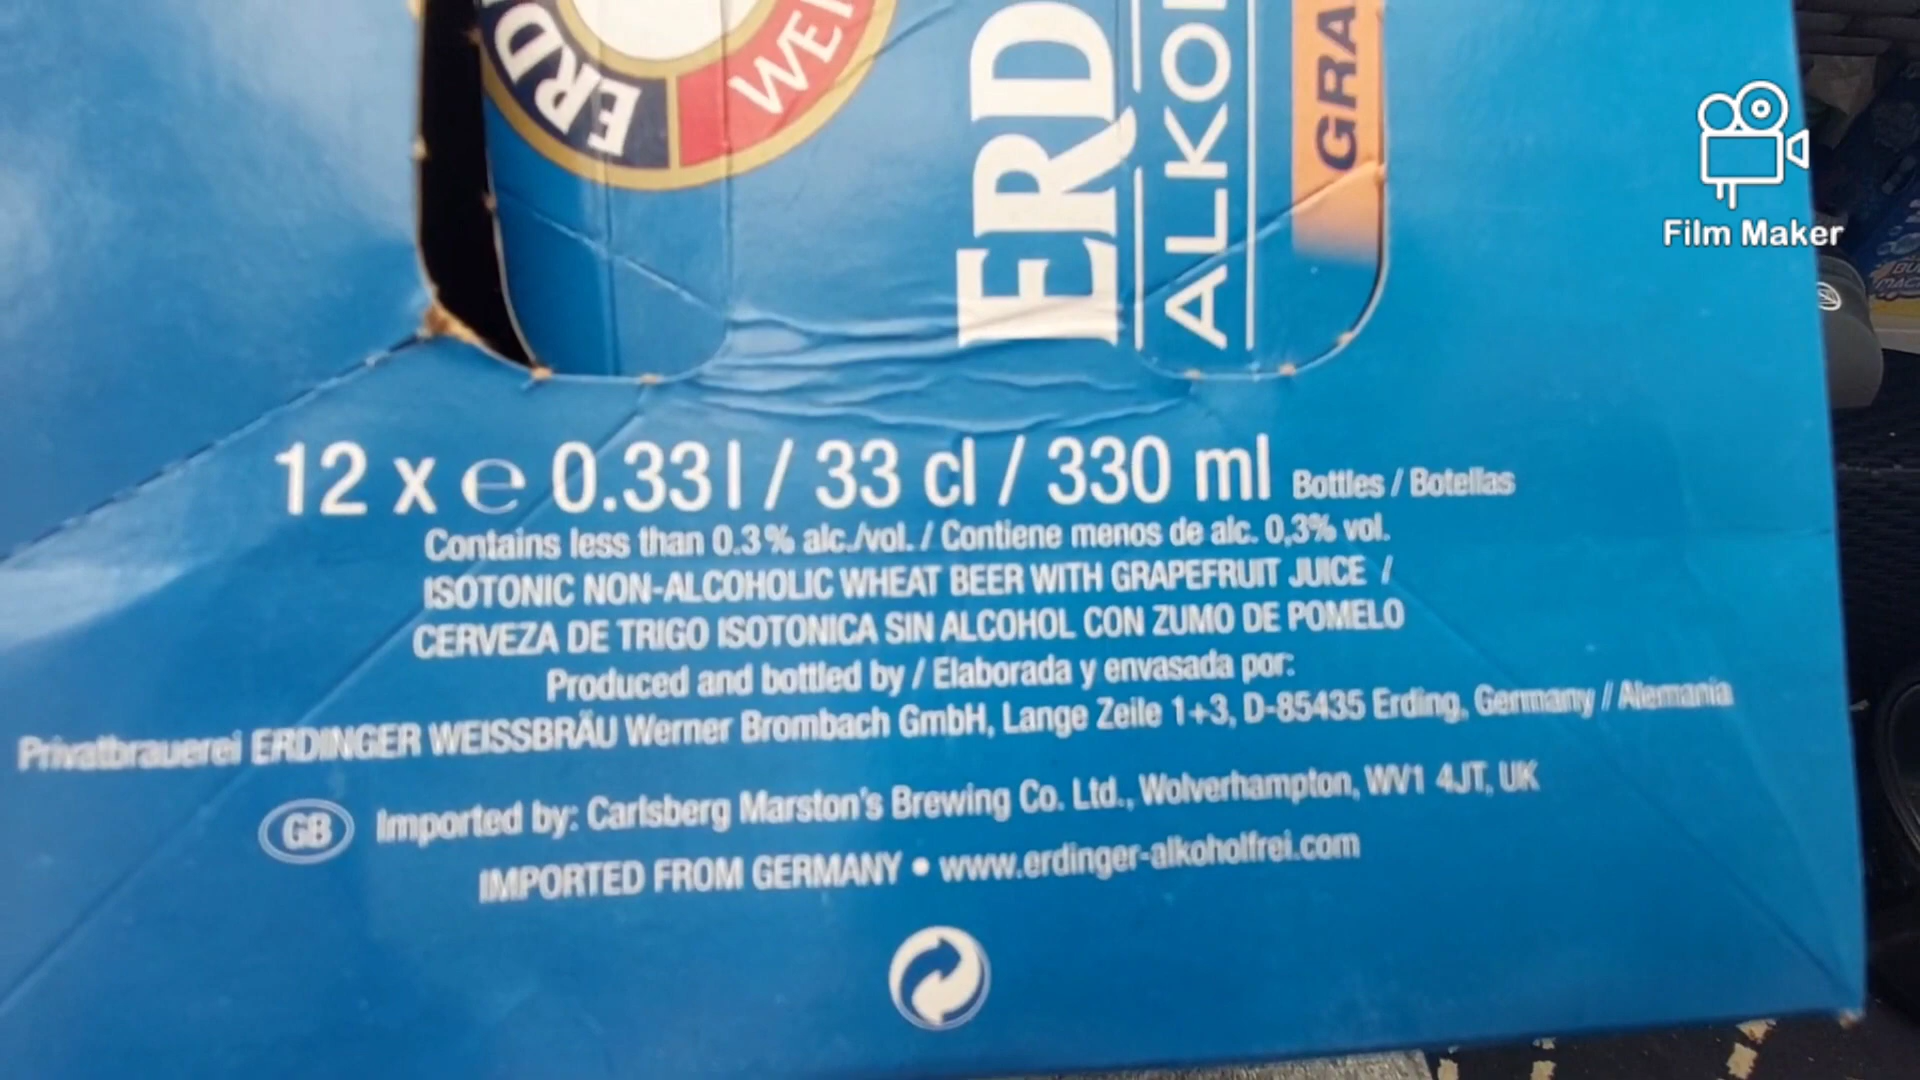 ERD
WEI
ERD
ALKO
GRA
Film Maker
12 x e 0.33 l / 33 cl / 330 ml Bottles / Botellas
Contains less than 0.3% alc./vol. / Contiene menos de alc. 0,3% vol.
ISOTONIC NON-ALCOHOLIC WHEAT BEER WITH GRAPEFRUIT JUICE /
CERVEZA DE TRIGO ISOTONICA SIN ALCOHOL CON ZUMO DE POMELO
Produced and bottled by / Elaborada y envasada por:
Privatbrauerei ERDINGER WEISSBRÄU Werner Brombach GmbH, Lange Zeile 1+3, D-85435 Erding, Germany / Alemania
GB Imported by: Carlsberg Marston's Brewing Co. Ltd., Wolverhampton, WV1 4JT, UK
IMPORTED FROM GERMANY • www.erdinger-alkoholfrei.com